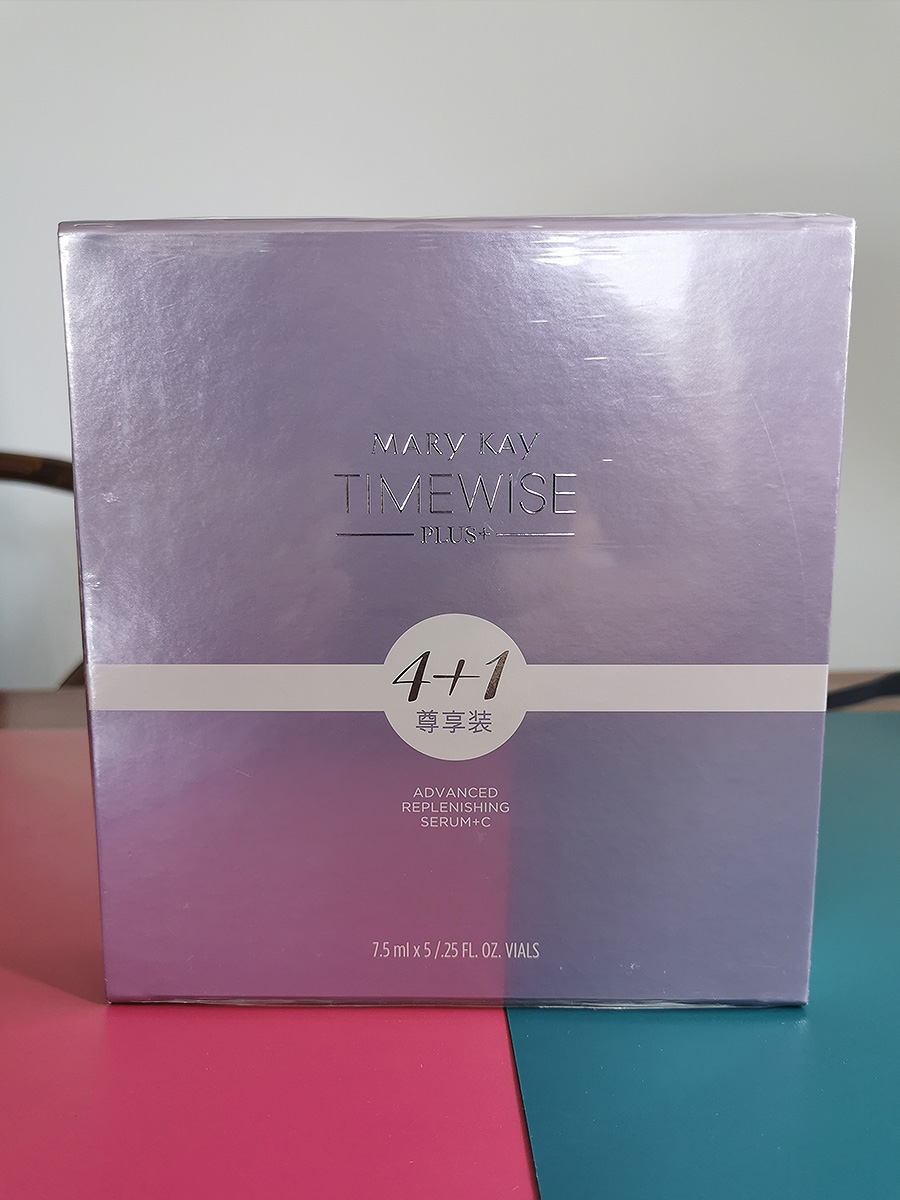 MARY KAY
TIMEWISE
PLUS+
4+1
尊享装
ADVANCED
REPLENISHING
SERUM+C
7.5 ml x 5 /.25 FL. OZ. VIALS